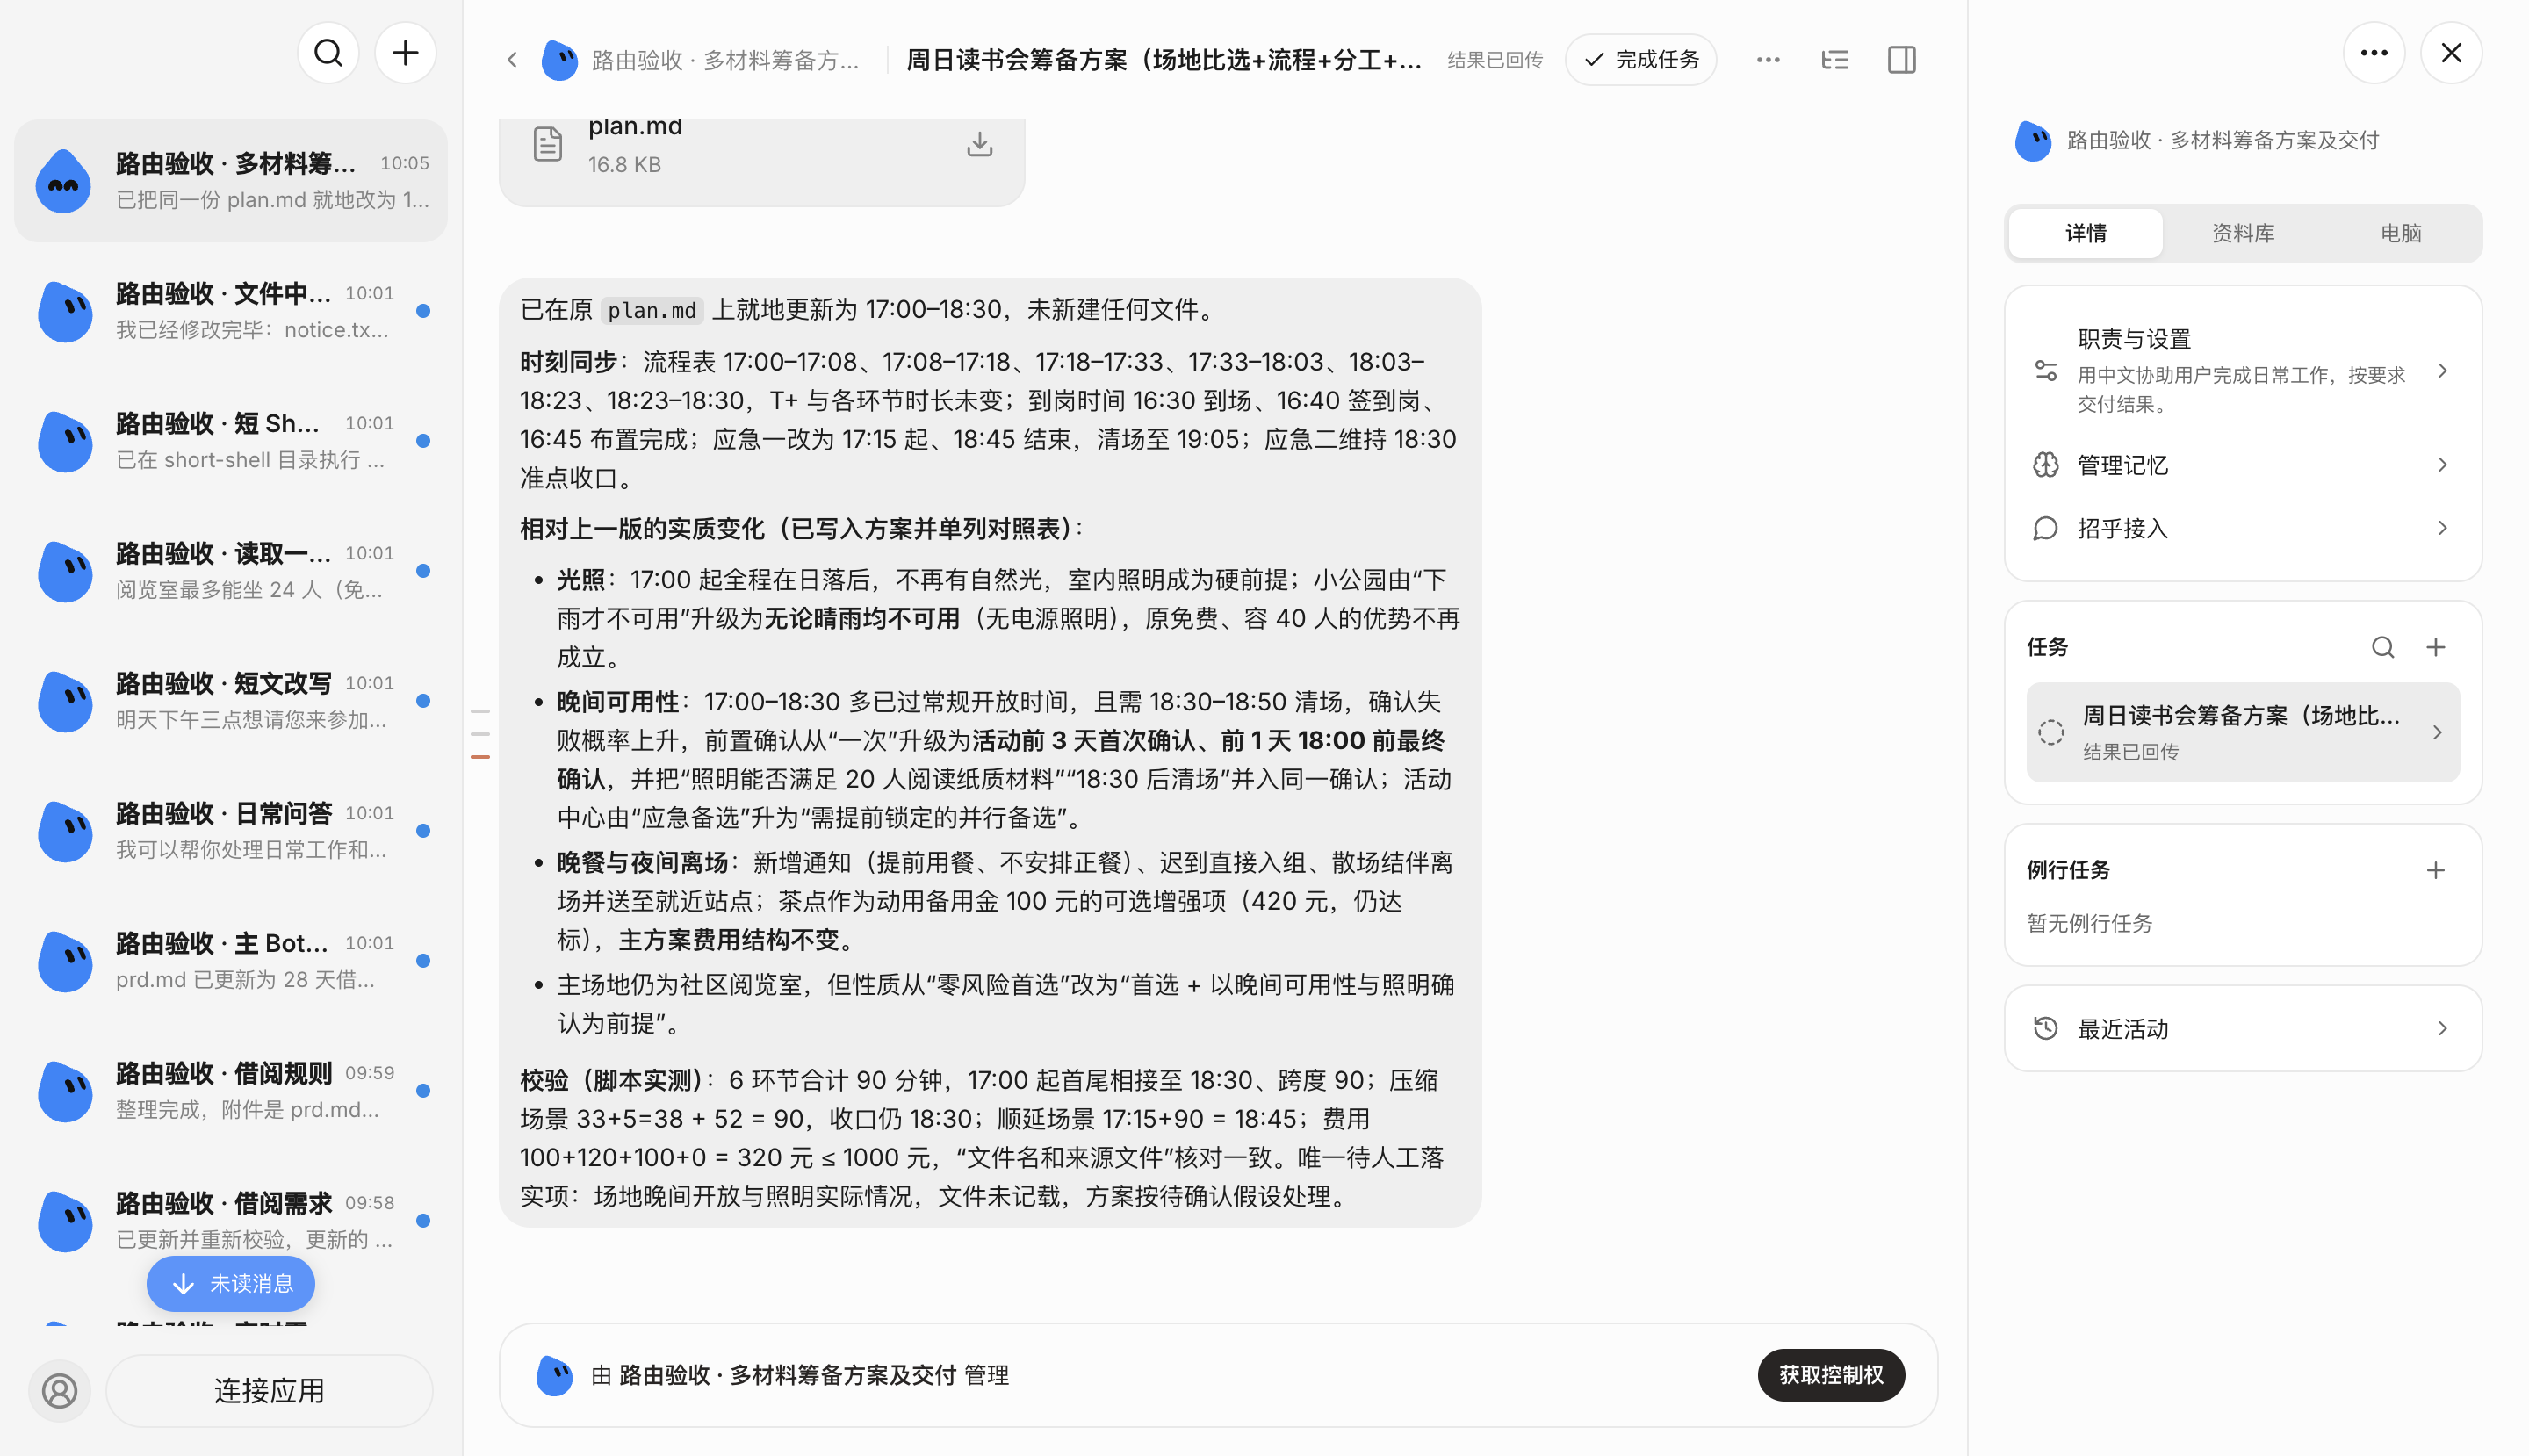 路由验收 · 多材料筹… 10:05
已把同一份 plan.md 就地改为 1…
路由验收 · 文件中… 10:01
我已经修改完毕：notice.tx…
路由验收 · 短 Sh… 10:01
已在 short-shell 目录执行 …
路由验收 · 读取一… 10:01
阅览室最多能坐 24 人（免…
路由验收 · 短文改写 10:01
明天下午三点想请您来参加…
路由验收 · 日常问答 10:01
我可以帮你处理日常工作和…
路由验收 · 主 Bot… 10:01
prd.md 已更新为 28 天借…
路由验收 · 借阅规则 09:59
整理完成，附件是 prd.md…
路由验收 · 借阅需求 09:58
已更新并重新校验，更新的 …
未读消息
连接应用
路由验收 · 多材料筹备方…
周日读书会筹备方案（场地比选+流程+分工+…
结果已回传
完成任务
plan.md
16.8 KB
已在原 plan.md 上就地更新为 17:00–18:30，未新建任何文件。
时刻同步：流程表 17:00–17:08、17:08–17:18、17:18–17:33、17:33–18:03、18:03–
18:23、18:23–18:30，T+ 与各环节时长未变；到岗时间 16:30 到场、16:40 签到岗、
16:45 布置完成；应急一改为 17:15 起、18:45 结束，清场至 19:05；应急二维持 18:30
准点收口。
相对上一版的实质变化（已写入方案并单列对照表）：
• 光照：17:00 起全程在日落后，不再有自然光，室内照明成为硬前提；小公园由“下
雨才不可用”升级为无论晴雨均不可用（无电源照明），原免费、容 40 人的优势不再
成立。
• 晚间可用性：17:00–18:30 多已过常规开放时间，且需 18:30–18:50 清场，确认失
败概率上升，前置确认从“一次”升级为活动前 3 天首次确认、前 1 天 18:00 前最终
确认，并把“照明能否满足 20 人阅读纸质材料”“18:30 后清场”并入同一确认；活动
中心由“应急备选”升为“需提前锁定的并行备选”。
• 晚餐与夜间离场：新增通知（提前用餐、不安排正餐）、迟到直接入组、散场结伴离
场并送至就近站点；茶点作为动用备用金 100 元的可选增强项（420 元，仍达
标），主方案费用结构不变。
• 主场地仍为社区阅览室，但性质从“零风险首选”改为“首选 + 以晚间可用性与照明确
认为前提”。
校验（脚本实测）：6 环节合计 90 分钟，17:00 起首尾相接至 18:30、跨度 90；压缩
场景 33+5=38 + 52 = 90，收口仍 18:30；顺延场景 17:15+90 = 18:45；费用
100+120+100+0 = 320 元 ≤ 1000 元，“文件名和来源文件”核对一致。唯一待人工落
实项：场地晚间开放与照明实际情况，文件未记载，方案按待确认假设处理。
由 路由验收 · 多材料筹备方案及交付 管理
获取控制权
路由验收 · 多材料筹备方案及交付
详情
资料库
电脑
职责与设置
用中文协助用户完成日常工作，按要求
交付结果。
管理记忆
招乎接入
任务
周日读书会筹备方案（场地比…
结果已回传
例行任务
暂无例行任务
最近活动